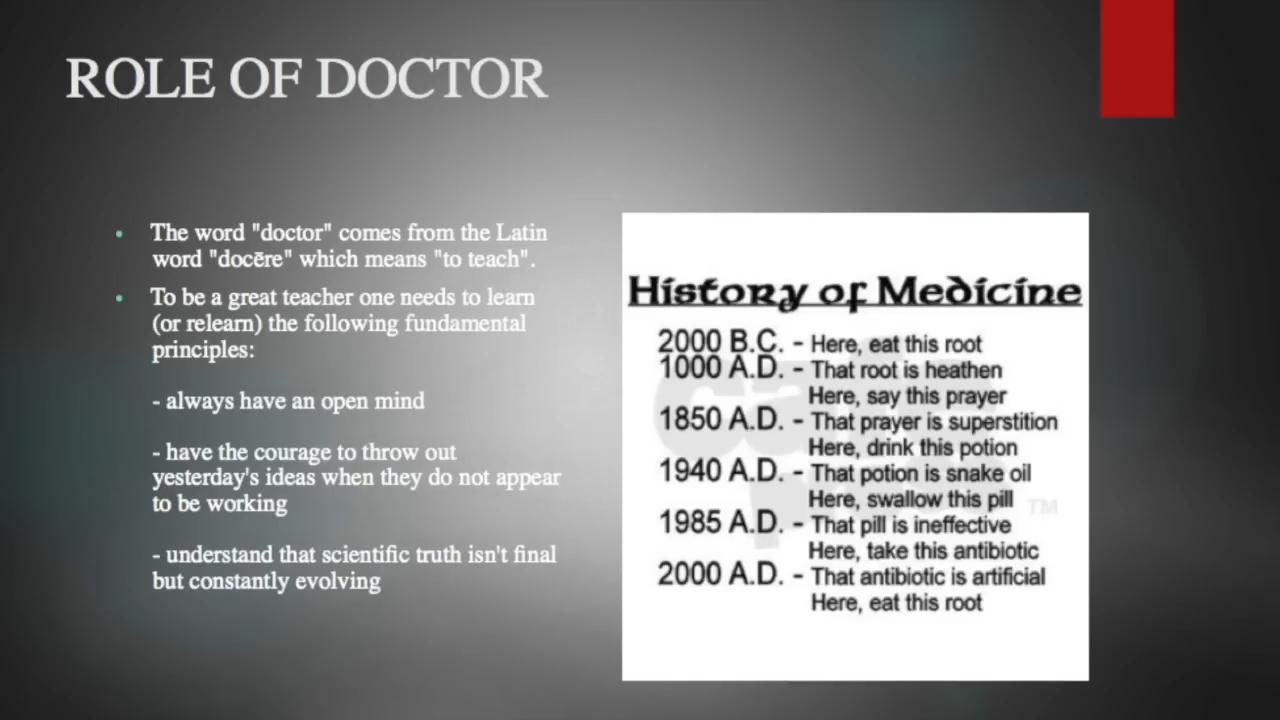 ROLE OF DOCTOR
• The word "doctor" comes from the Latin
word "docēre" which means "to teach".
• To be a great teacher one needs to learn
(or relearn) the following fundamental
principles:
- always have an open mind
- have the courage to throw out
yesterday's ideas when they do not appear
to be working
- understand that scientific truth isn't final
but constantly evolving
History of Medicine
2000 B.C. - Here, eat this root
1000 A.D. - That root is heathen
Here, say this prayer
1850 A.D. - That prayer is superstition
Here, drink this potion
1940 A.D. - That potion is snake oil
Here, swallow this pill
1985 A.D. - That pill is ineffective
Here, take this antibiotic
2000 A.D. - That antibiotic is artificial
Here, eat this root
TM